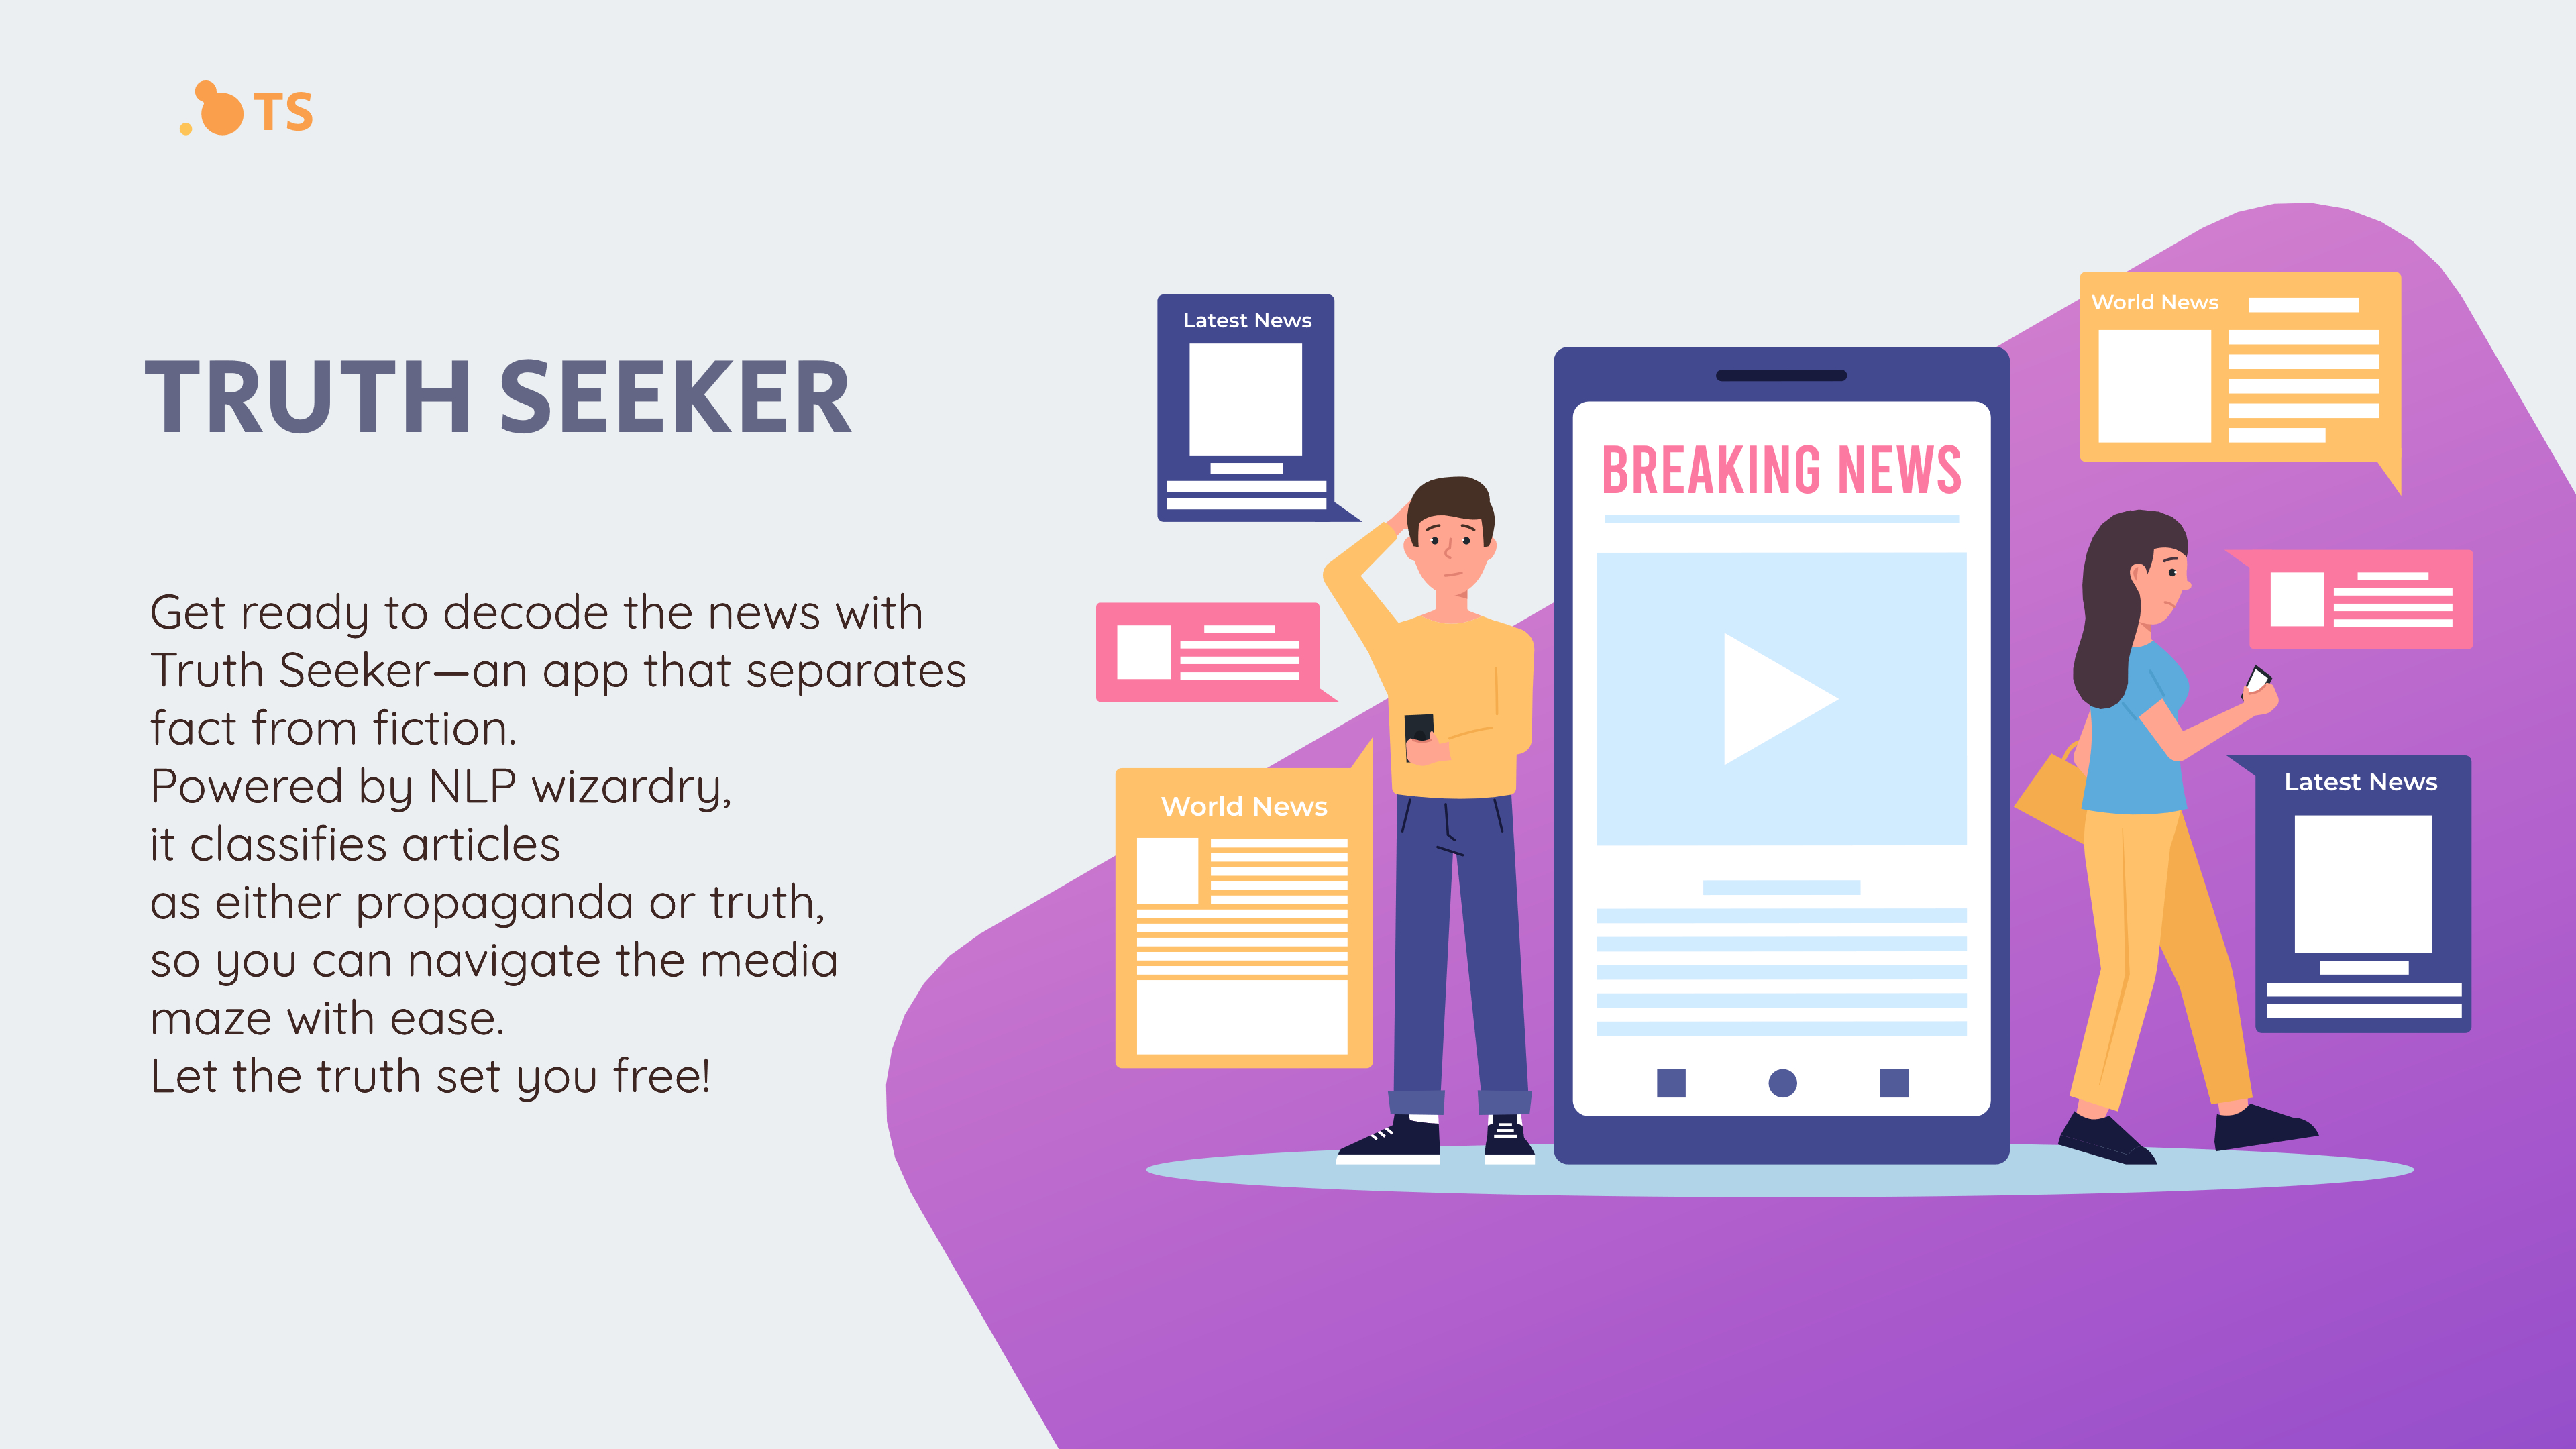 TS
TRUTH SEEKER
Get ready to decode the news with
Truth Seeker—an app that separates
fact from fiction.
Powered by NLP wizardry,
it classifies articles
as either propaganda or truth,
so you can navigate the media
maze with ease.
Let the truth set you free!
Latest News
World News
BREAKING NEWS
World News
Latest News